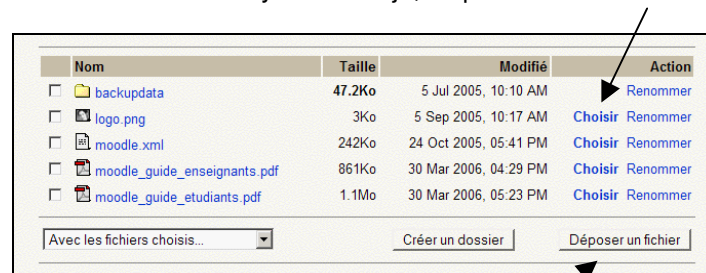 Nom Taille Modifié Action
backupdata 47.2Ko 5 Jul 2005, 10:10 AM Renommer
logo.png 3Ko 5 Sep 2005, 10:17 AM Choisir Renommer
moodle.xml 242Ko 24 Oct 2005, 05:41 PM Choisir Renommer
moodle_guide_enseignants.pdf 861Ko 30 Mar 2006, 04:29 PM Choisir Renommer
moodle_guide_etudiants.pdf 1.1Mo 30 Mar 2006, 05:23 PM Choisir Renommer
Avec les fichiers choisis... Créer un dossier Déposer un fichier